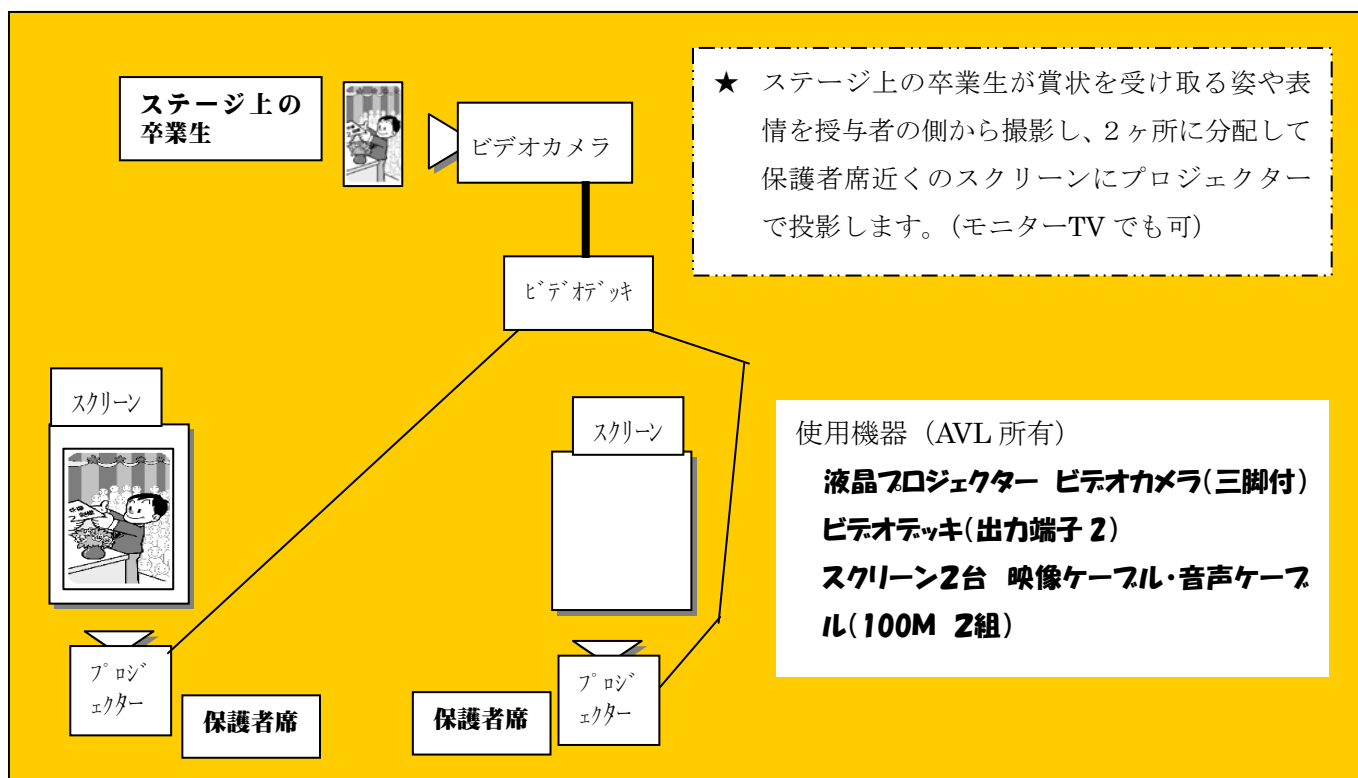 ステージ上の
卒業生
ビデオカメラ
★ ステージ上の卒業生が賞状を受け取る姿や表
情を授与者の側から撮影し、２ヶ所に分配して
保護者席近くのスクリーンにプロジェクター
で投影します。（モニターTV でも可）
ﾋﾞﾃﾞｵﾃﾞｯｷ
スクリーン
スクリーン
使用機器（AVL 所有）
液晶プロジェクター ビデオカメラ(三脚付)
ビデオデッキ(出力端子 2)
スクリーン2台 映像ケーブル・音声ケーブ
ル(100M 2組)
ﾌﾟﾛｼﾞ
ｪｸﾀｰ
保護者席
保護者席
ﾌﾟﾛｼﾞ
ｪｸﾀｰ